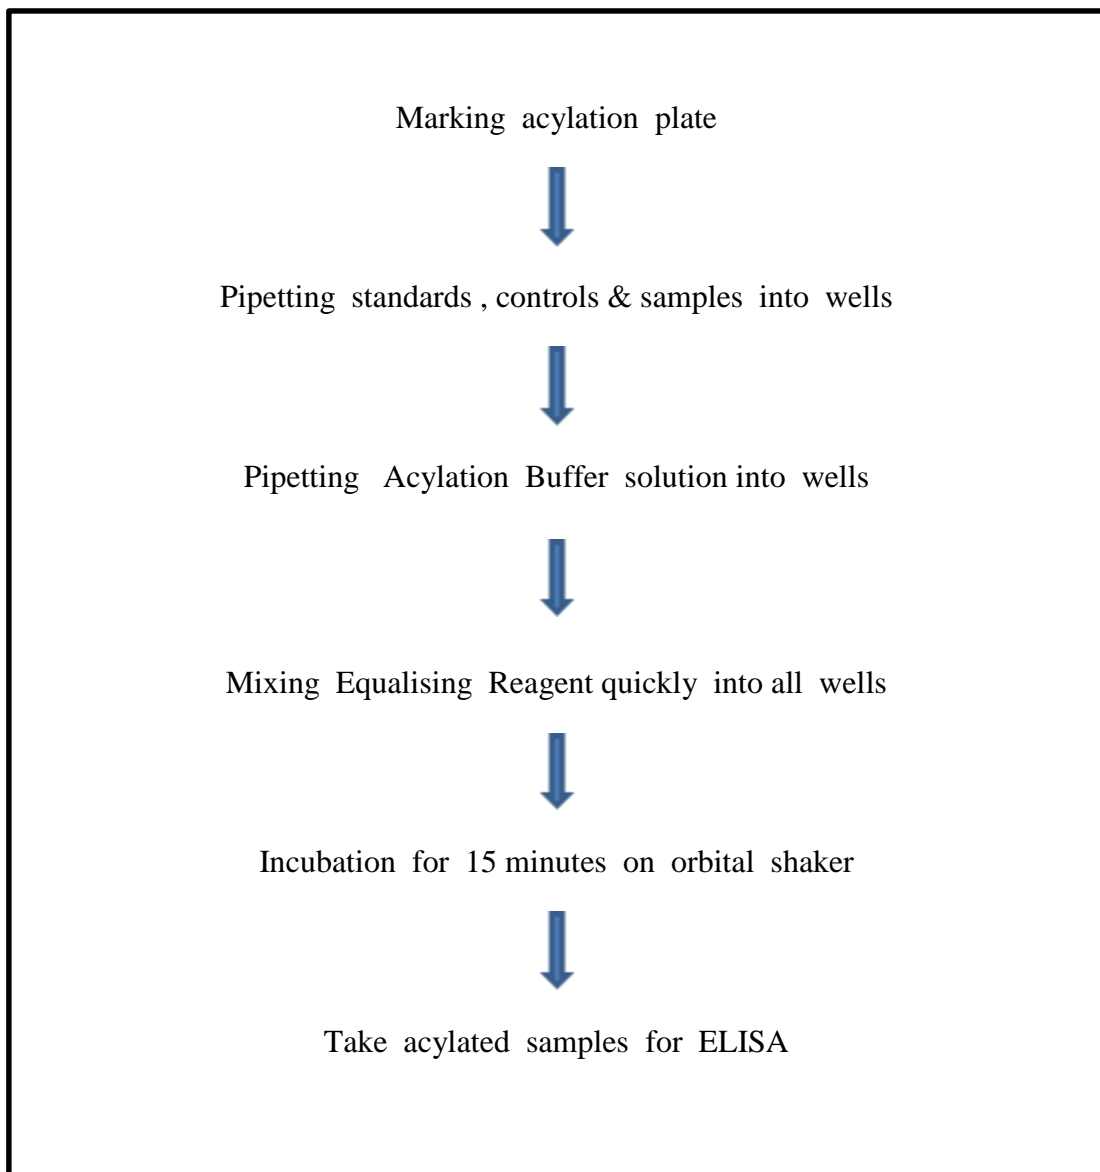 Marking acylation plate
Pipetting standards , controls & samples into wells
Pipetting Acylation Buffer solution into wells
Mixing Equalising Reagent quickly into all wells
Incubation for 15 minutes on orbital shaker
Take acylated samples for ELISA